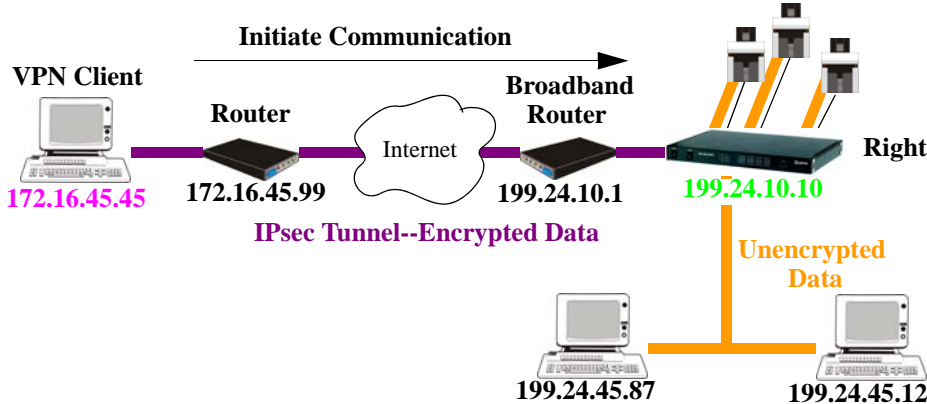 Initiate Communication
VPN Client
Router
Broadband
Router
Internet
Right
172.16.45.45
172.16.45.99
199.24.10.1
199.24.10.10
IPsec Tunnel--Encrypted Data
Unencrypted
Data
199.24.45.87
199.24.45.12